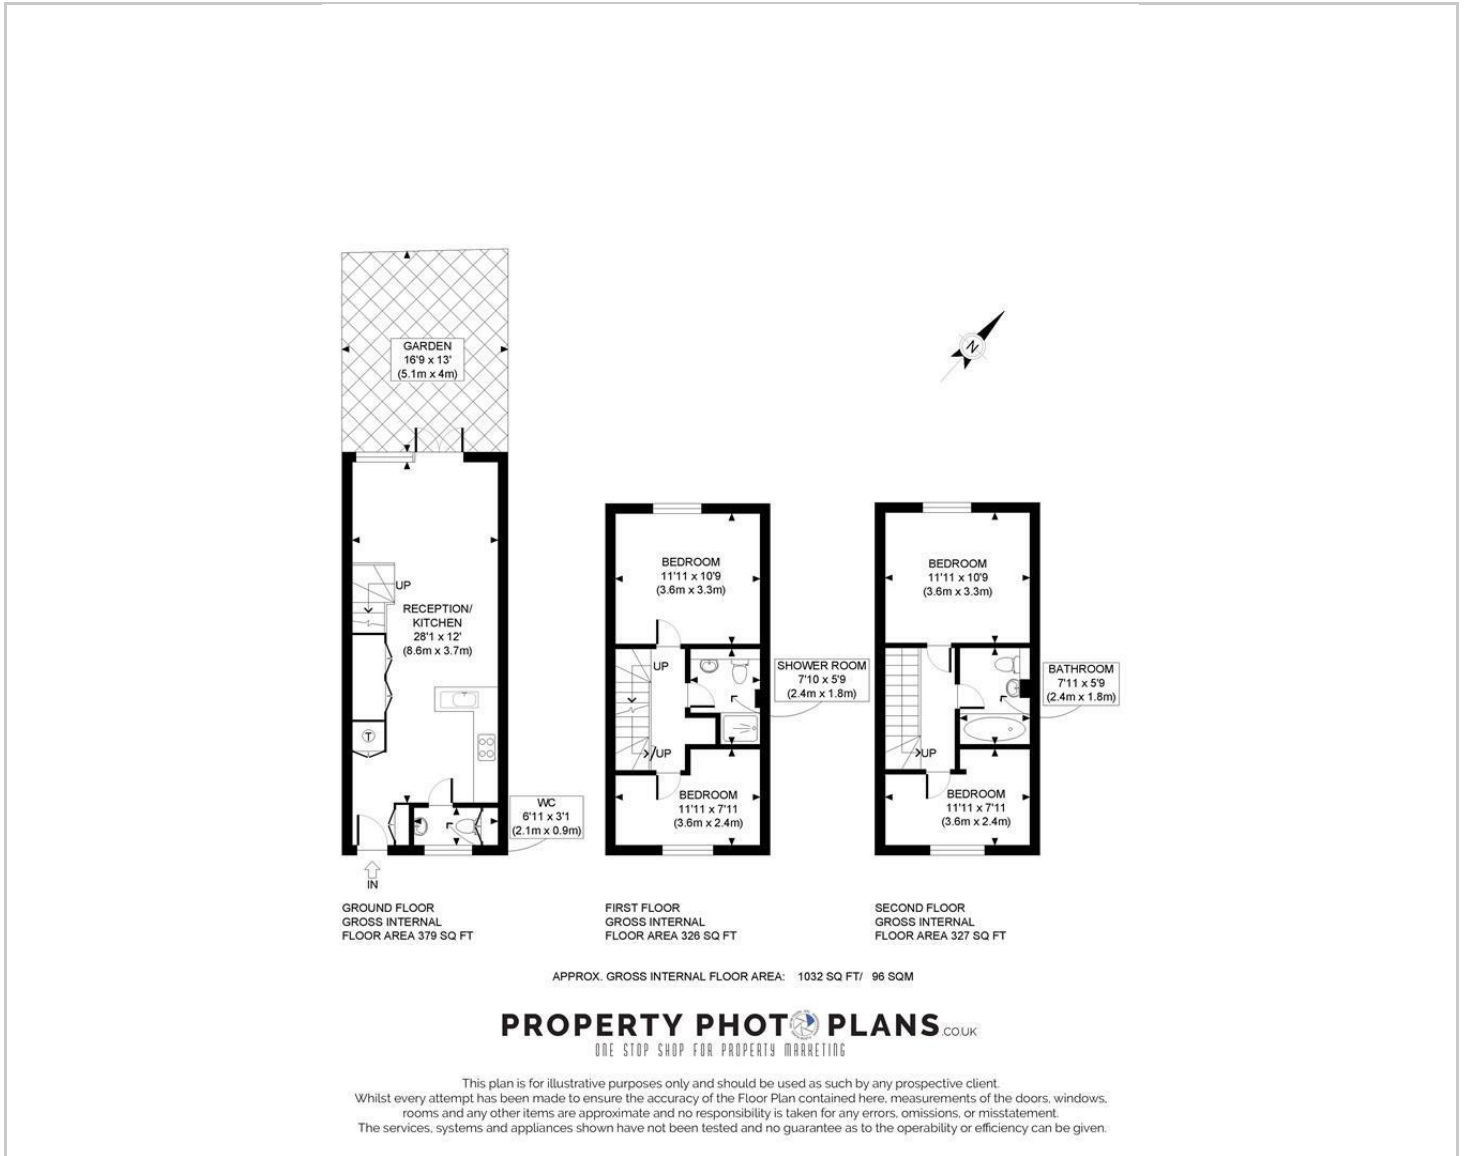 GARDEN
16'9 x 13'
(5.1m x 4m)
N
UP
RECEPTION/
KITCHEN
28'1 x 12'
(8.6m x 3.7m)
T
WC
6'11 x 3'1
(2.1m x 0.9m)
IN
GROUND FLOOR
GROSS INTERNAL
FLOOR AREA 379 SQ FT
BEDROOM
11'11 x 10'9
(3.6m x 3.3m)
UP
SHOWER ROOM
7'10 x 5'9
(2.4m x 1.8m)
UP
BEDROOM
11'11 x 7'11
(3.6m x 2.4m)
FIRST FLOOR
GROSS INTERNAL
FLOOR AREA 326 SQ FT
BEDROOM
11'11 x 10'9
(3.6m x 3.3m)
BATHROOM
7'11 x 5'9
(2.4m x 1.8m)
UP
BEDROOM
11'11 x 7'11
(3.6m x 2.4m)
SECOND FLOOR
GROSS INTERNAL
FLOOR AREA 327 SQ FT
APPROX. GROSS INTERNAL FLOOR AREA: 1032 SQ FT/ 96 SQM
PROPERTY PHOTO PLANS.CO.UK
ONE STOP SHOP FOR PROPERTY MARKETING
This plan is for illustrative purposes only and should be used as such by any prospective client.
Whilst every attempt has been made to ensure the accuracy of the Floor Plan contained here, measurements of the doors, windows,
rooms and any other items are approximate and no responsibility is taken for any errors, omissions, or misstatement.
The services, systems and appliances shown have not been tested and no guarantee as to the operability or efficiency can be given.